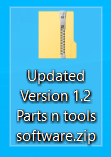 Updated
Version 1.2
Parts n tools
software.zip